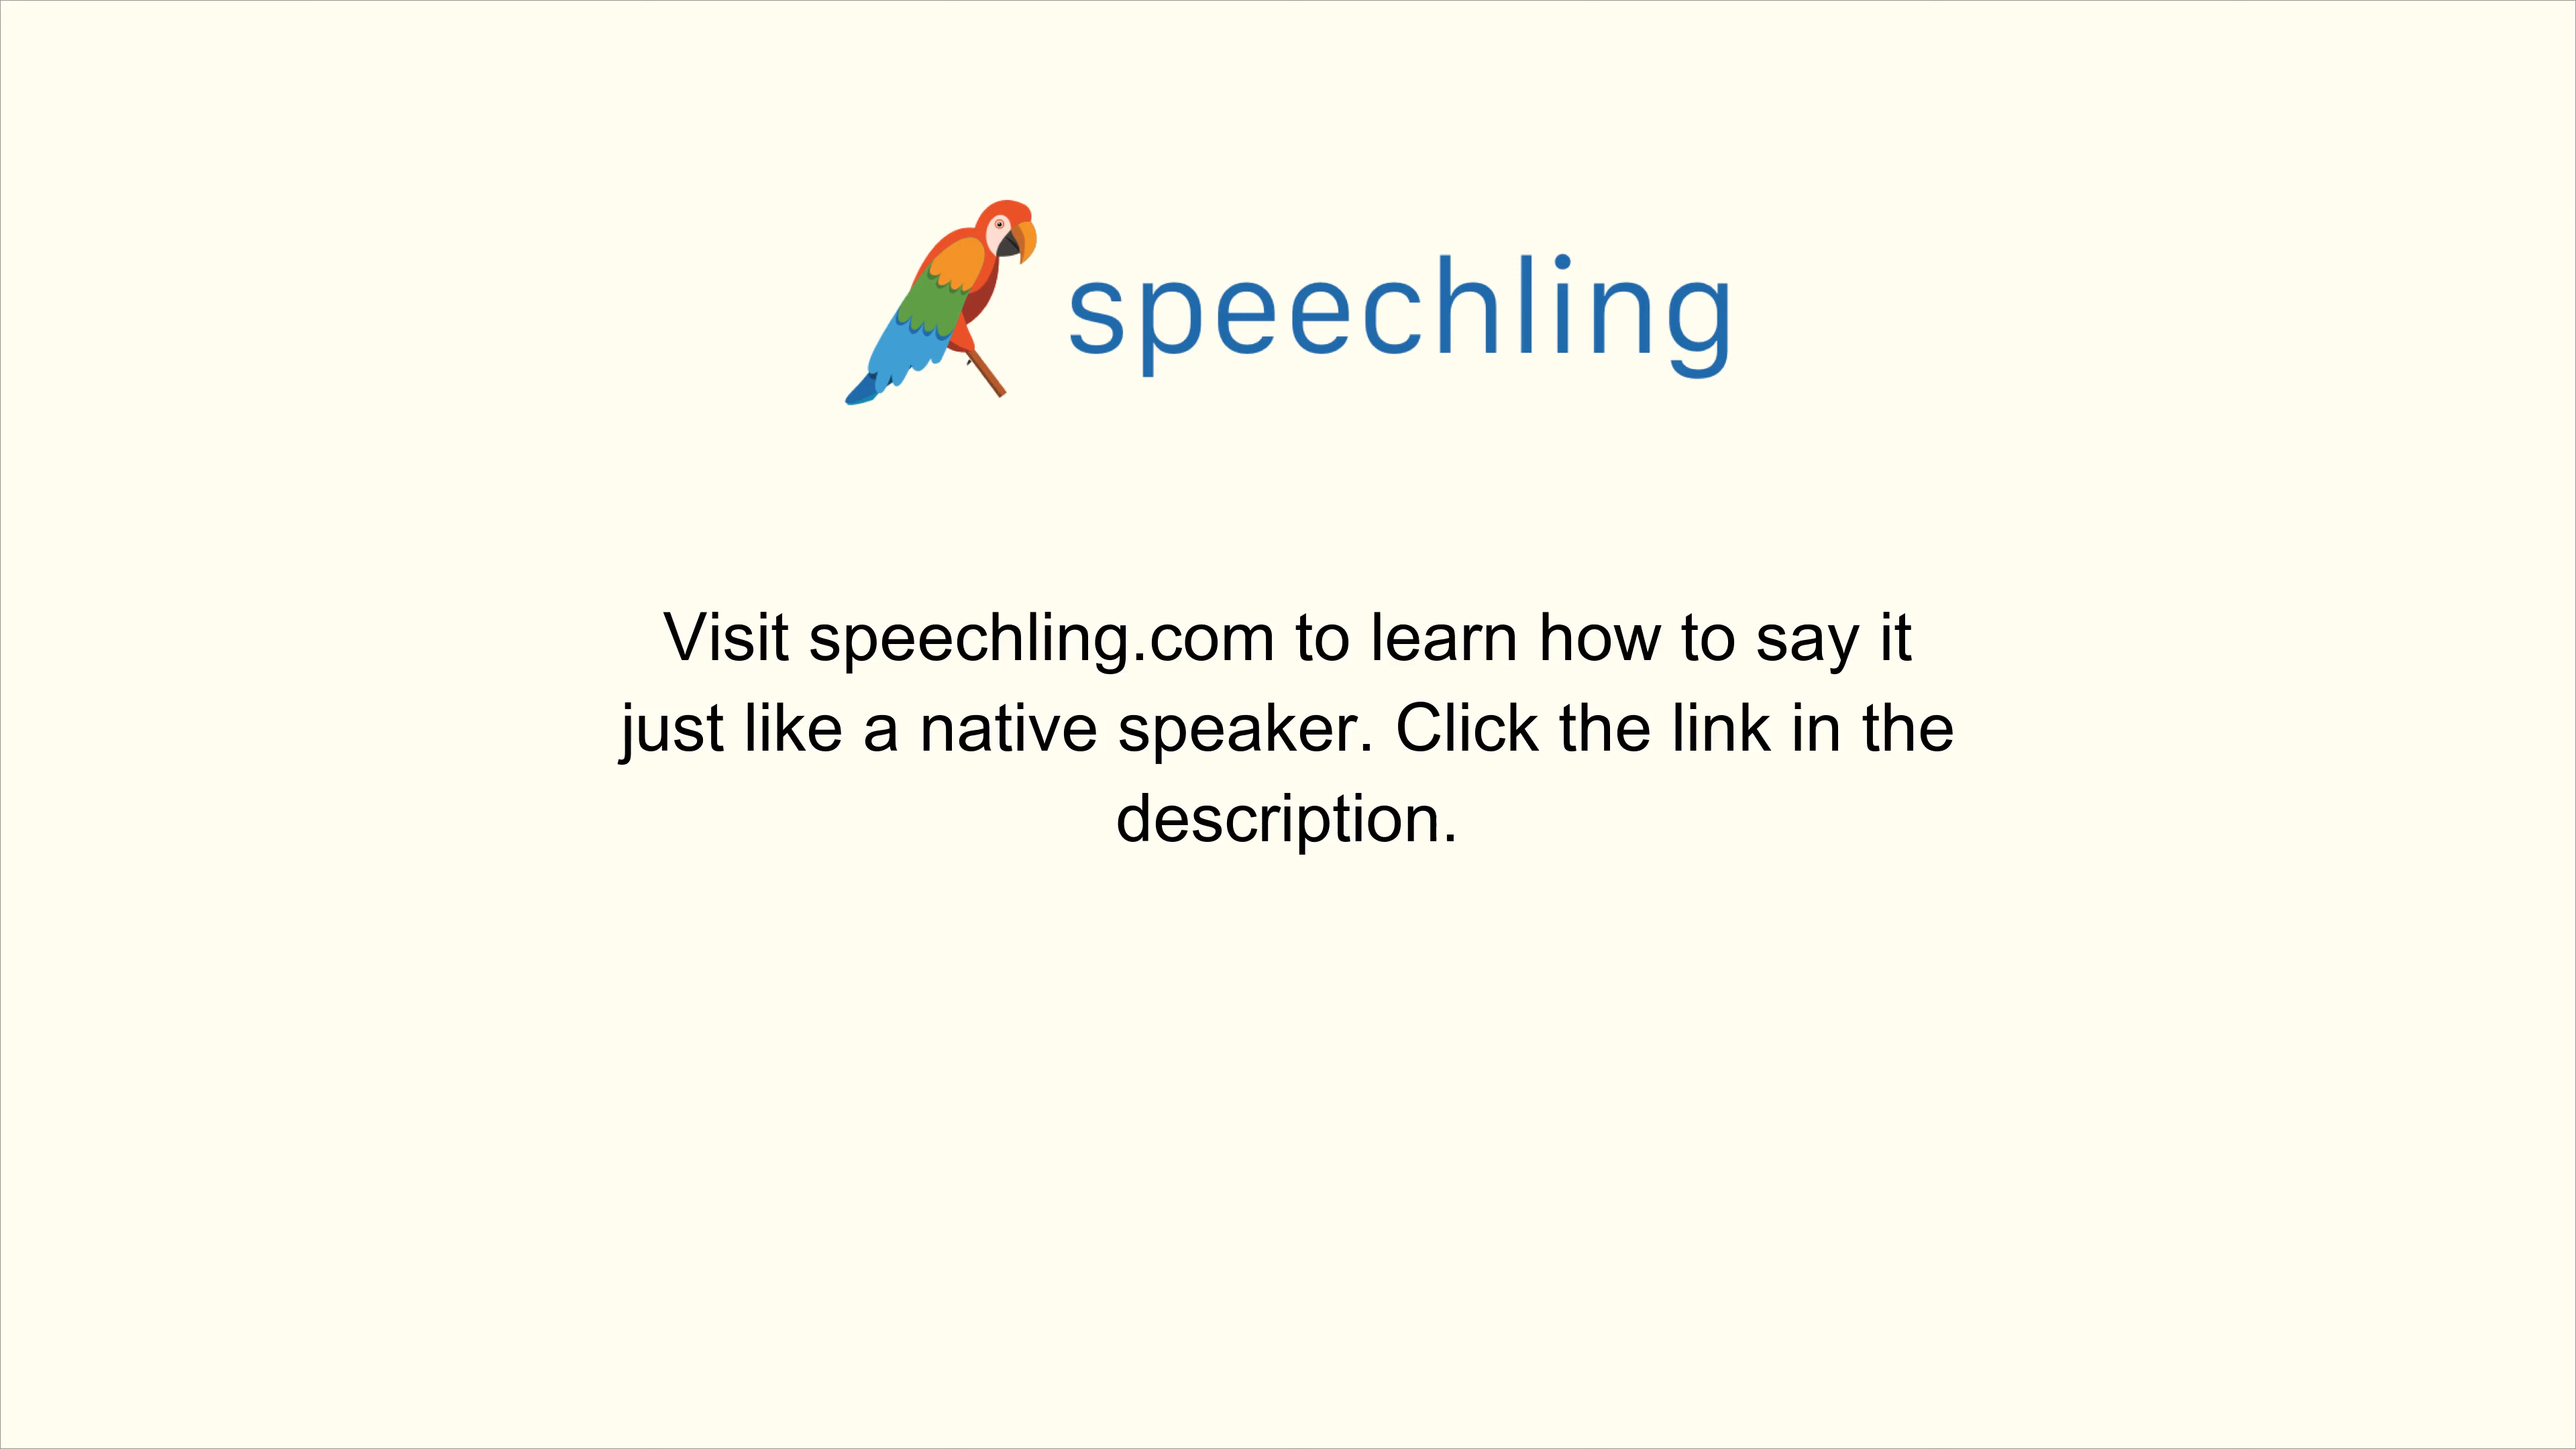 speechling
Visit speechling.com to learn how to say it
just like a native speaker. Click the link in the
description.